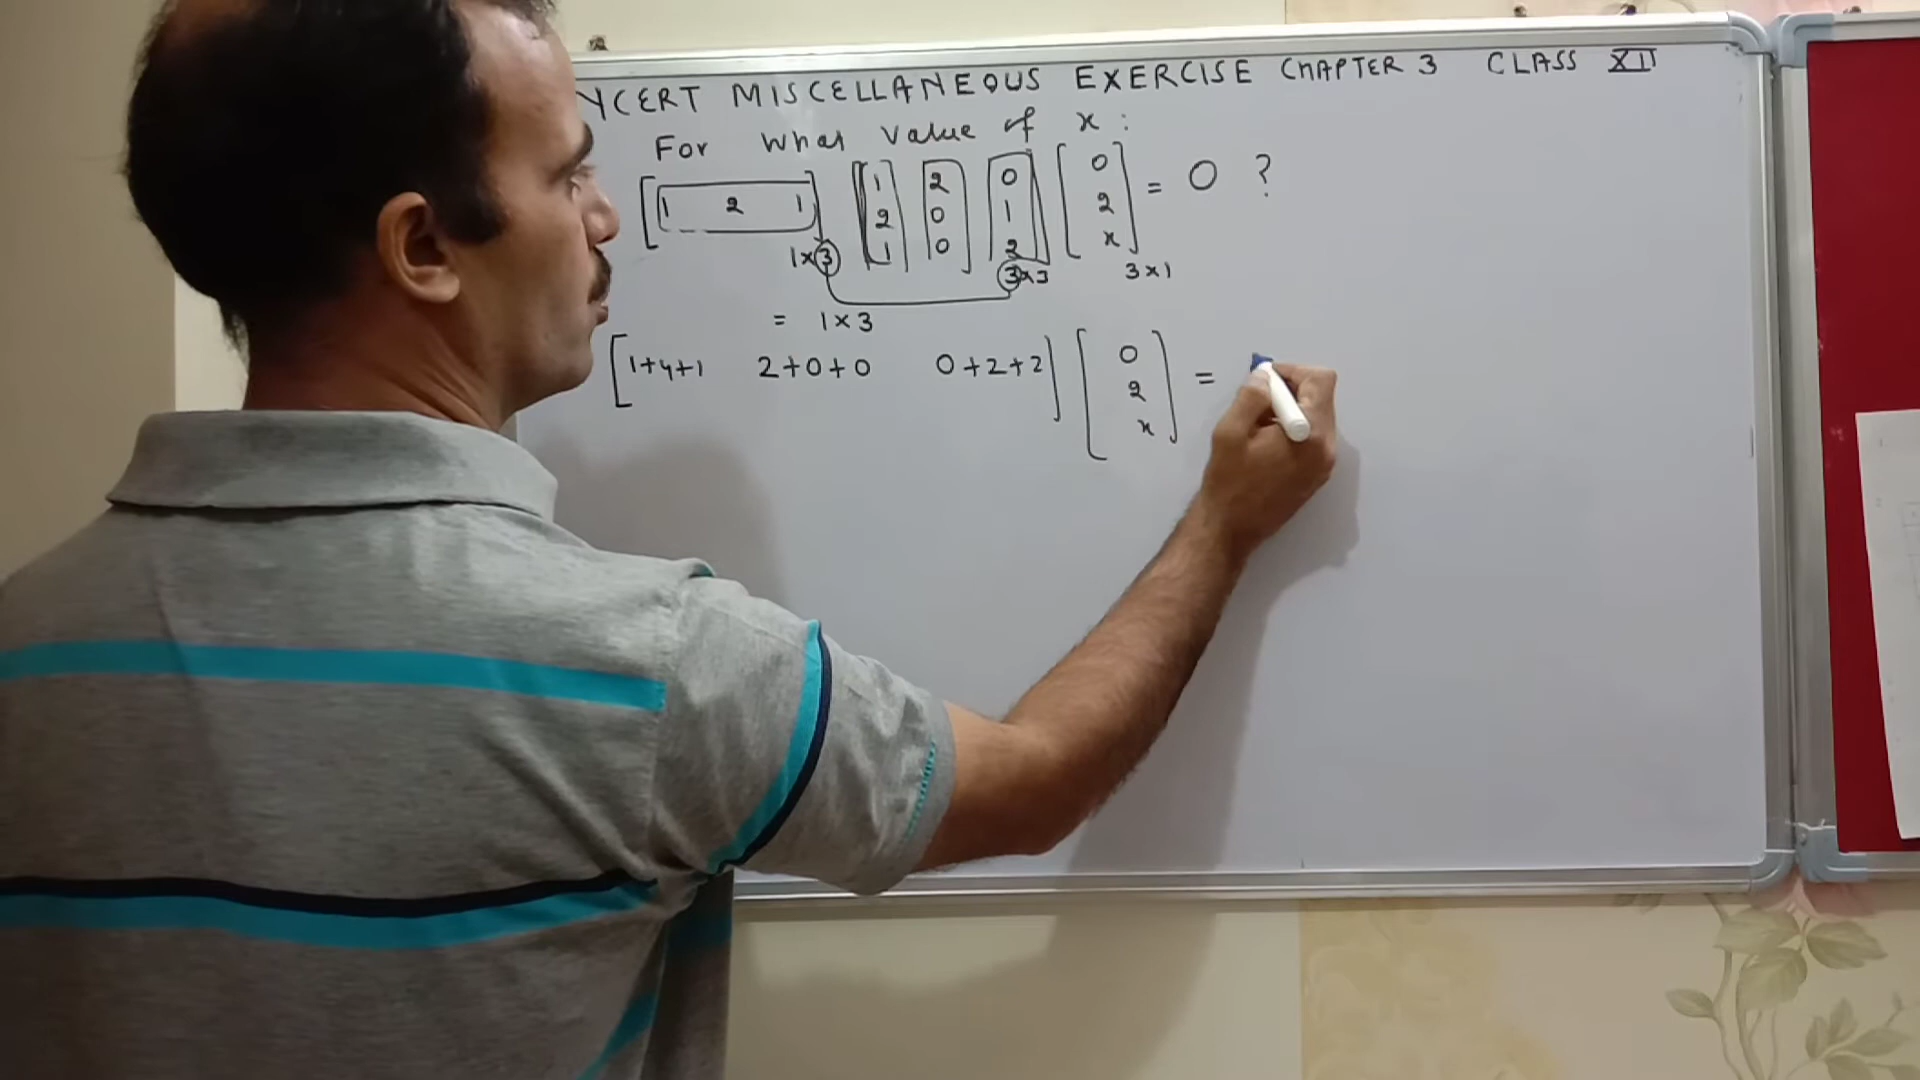 YCERT MISCELLANEOUS EXERCISE CHAPTER 3 CLASS XII
For What Value of x :
[1 2 1] [1 2 0 [0
2 0 1 2 = 0 ?
1 0 2] x]
1×3 3×3 3×1
= 1×3
[1+4+1 2+0+0 0+2+2] [0
2 =
x]